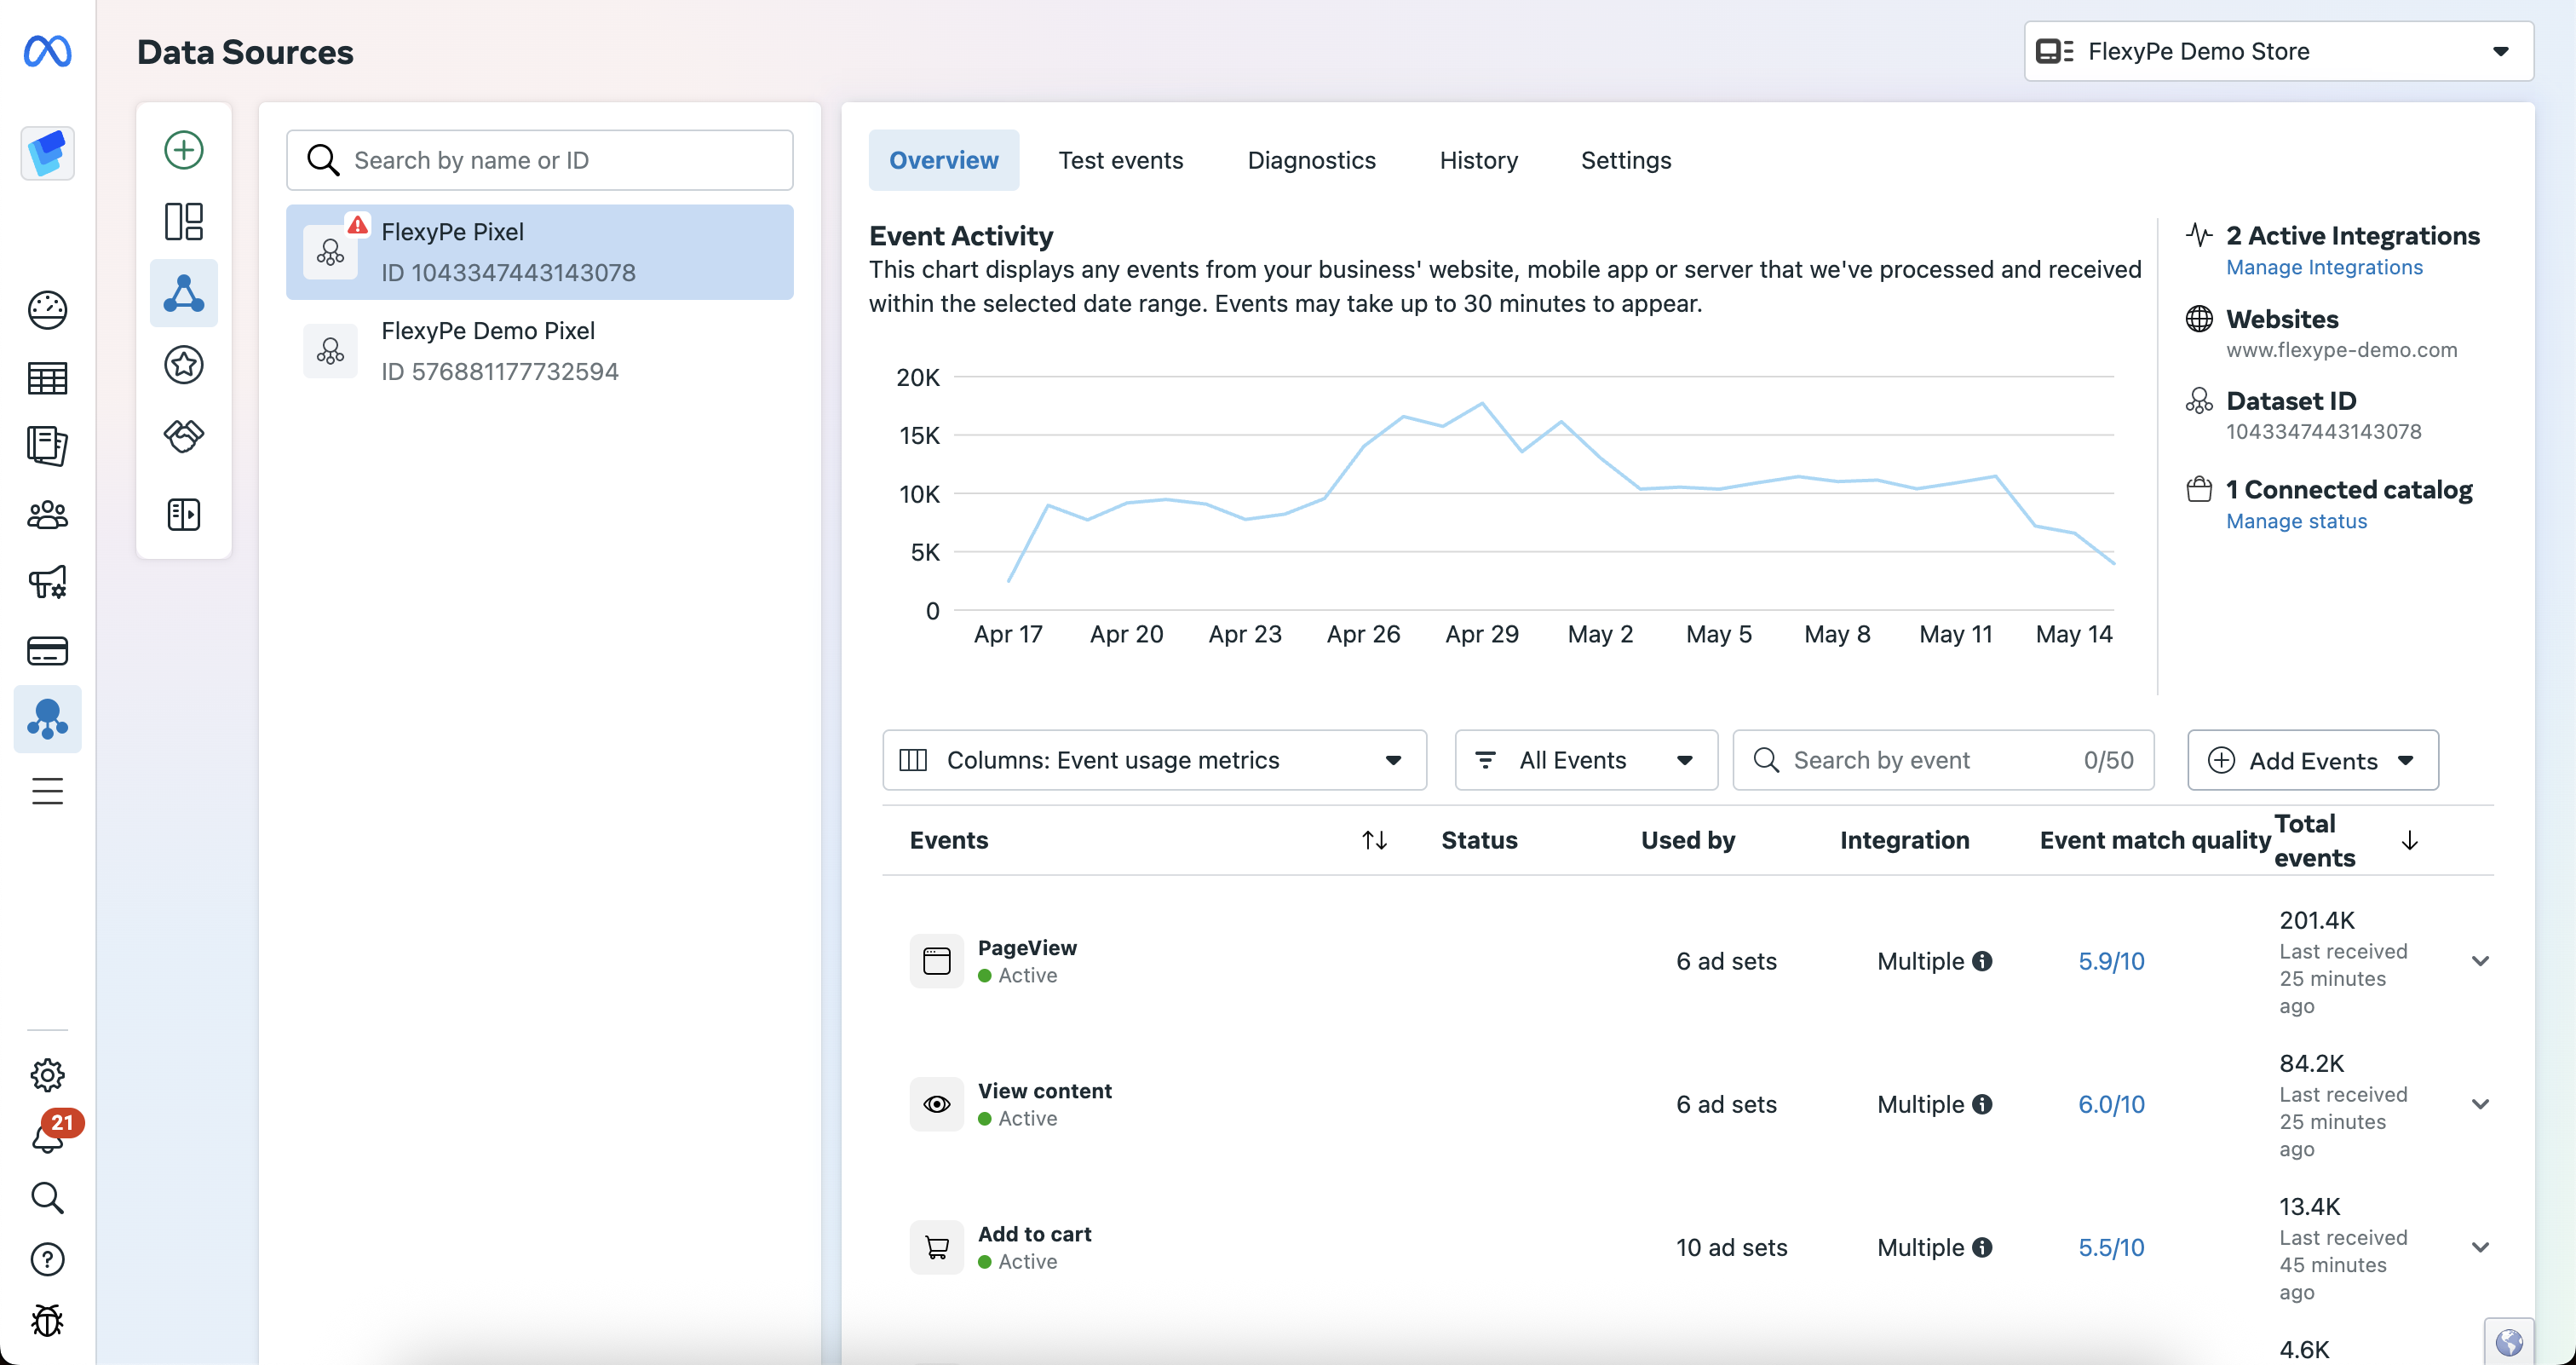 Data Sources
FlexyPe Demo Store
Search by name or ID
FlexyPe Pixel
ID 1043347443143078
FlexyPe Demo Pixel
ID 576881177732594
21
Overview
Test events
Diagnostics
History
Settings
Event Activity
This chart displays any events from your business' website, mobile app or server that we've processed and received
within the selected date range. Events may take up to 30 minutes to appear.
20K
15K
10K
5K
0
Apr 17
Apr 20
Apr 23
Apr 26
Apr 29
May 2
May 5
May 8
May 11
May 14
2 Active Integrations
Manage Integrations
Websites
www.flexype-demo.com
Dataset ID
1043347443143078
1 Connected catalog
Manage status
Columns: Event usage metrics
All Events
Search by event
0/50
Add Events
Events
Status
Used by
Integration
Event match quality
Total
events
PageView
Active
6 ad sets
Multiple
5.9/10
201.4K
Last received
25 minutes
ago
View content
Active
6 ad sets
Multiple
6.0/10
84.2K
Last received
25 minutes
ago
Add to cart
Active
10 ad sets
Multiple
5.5/10
13.4K
Last received
45 minutes
ago
4.6K